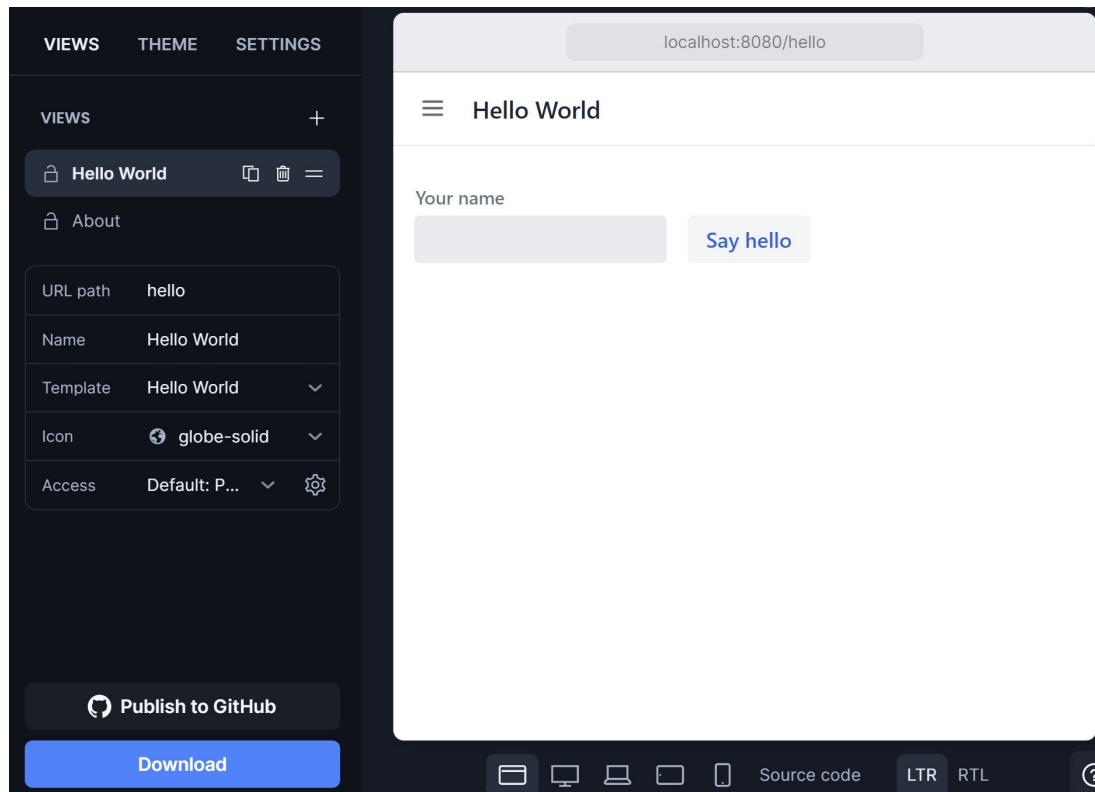 VIEWS THEME SETTINGS
VIEWS
Hello World
About
URL path hello
Name Hello World
Template Hello World
Icon globe-solid
Access Default: P...
Publish to GitHub
Download
localhost:8080/hello
Hello World
Your name
Say hello
Source code LTR RTL